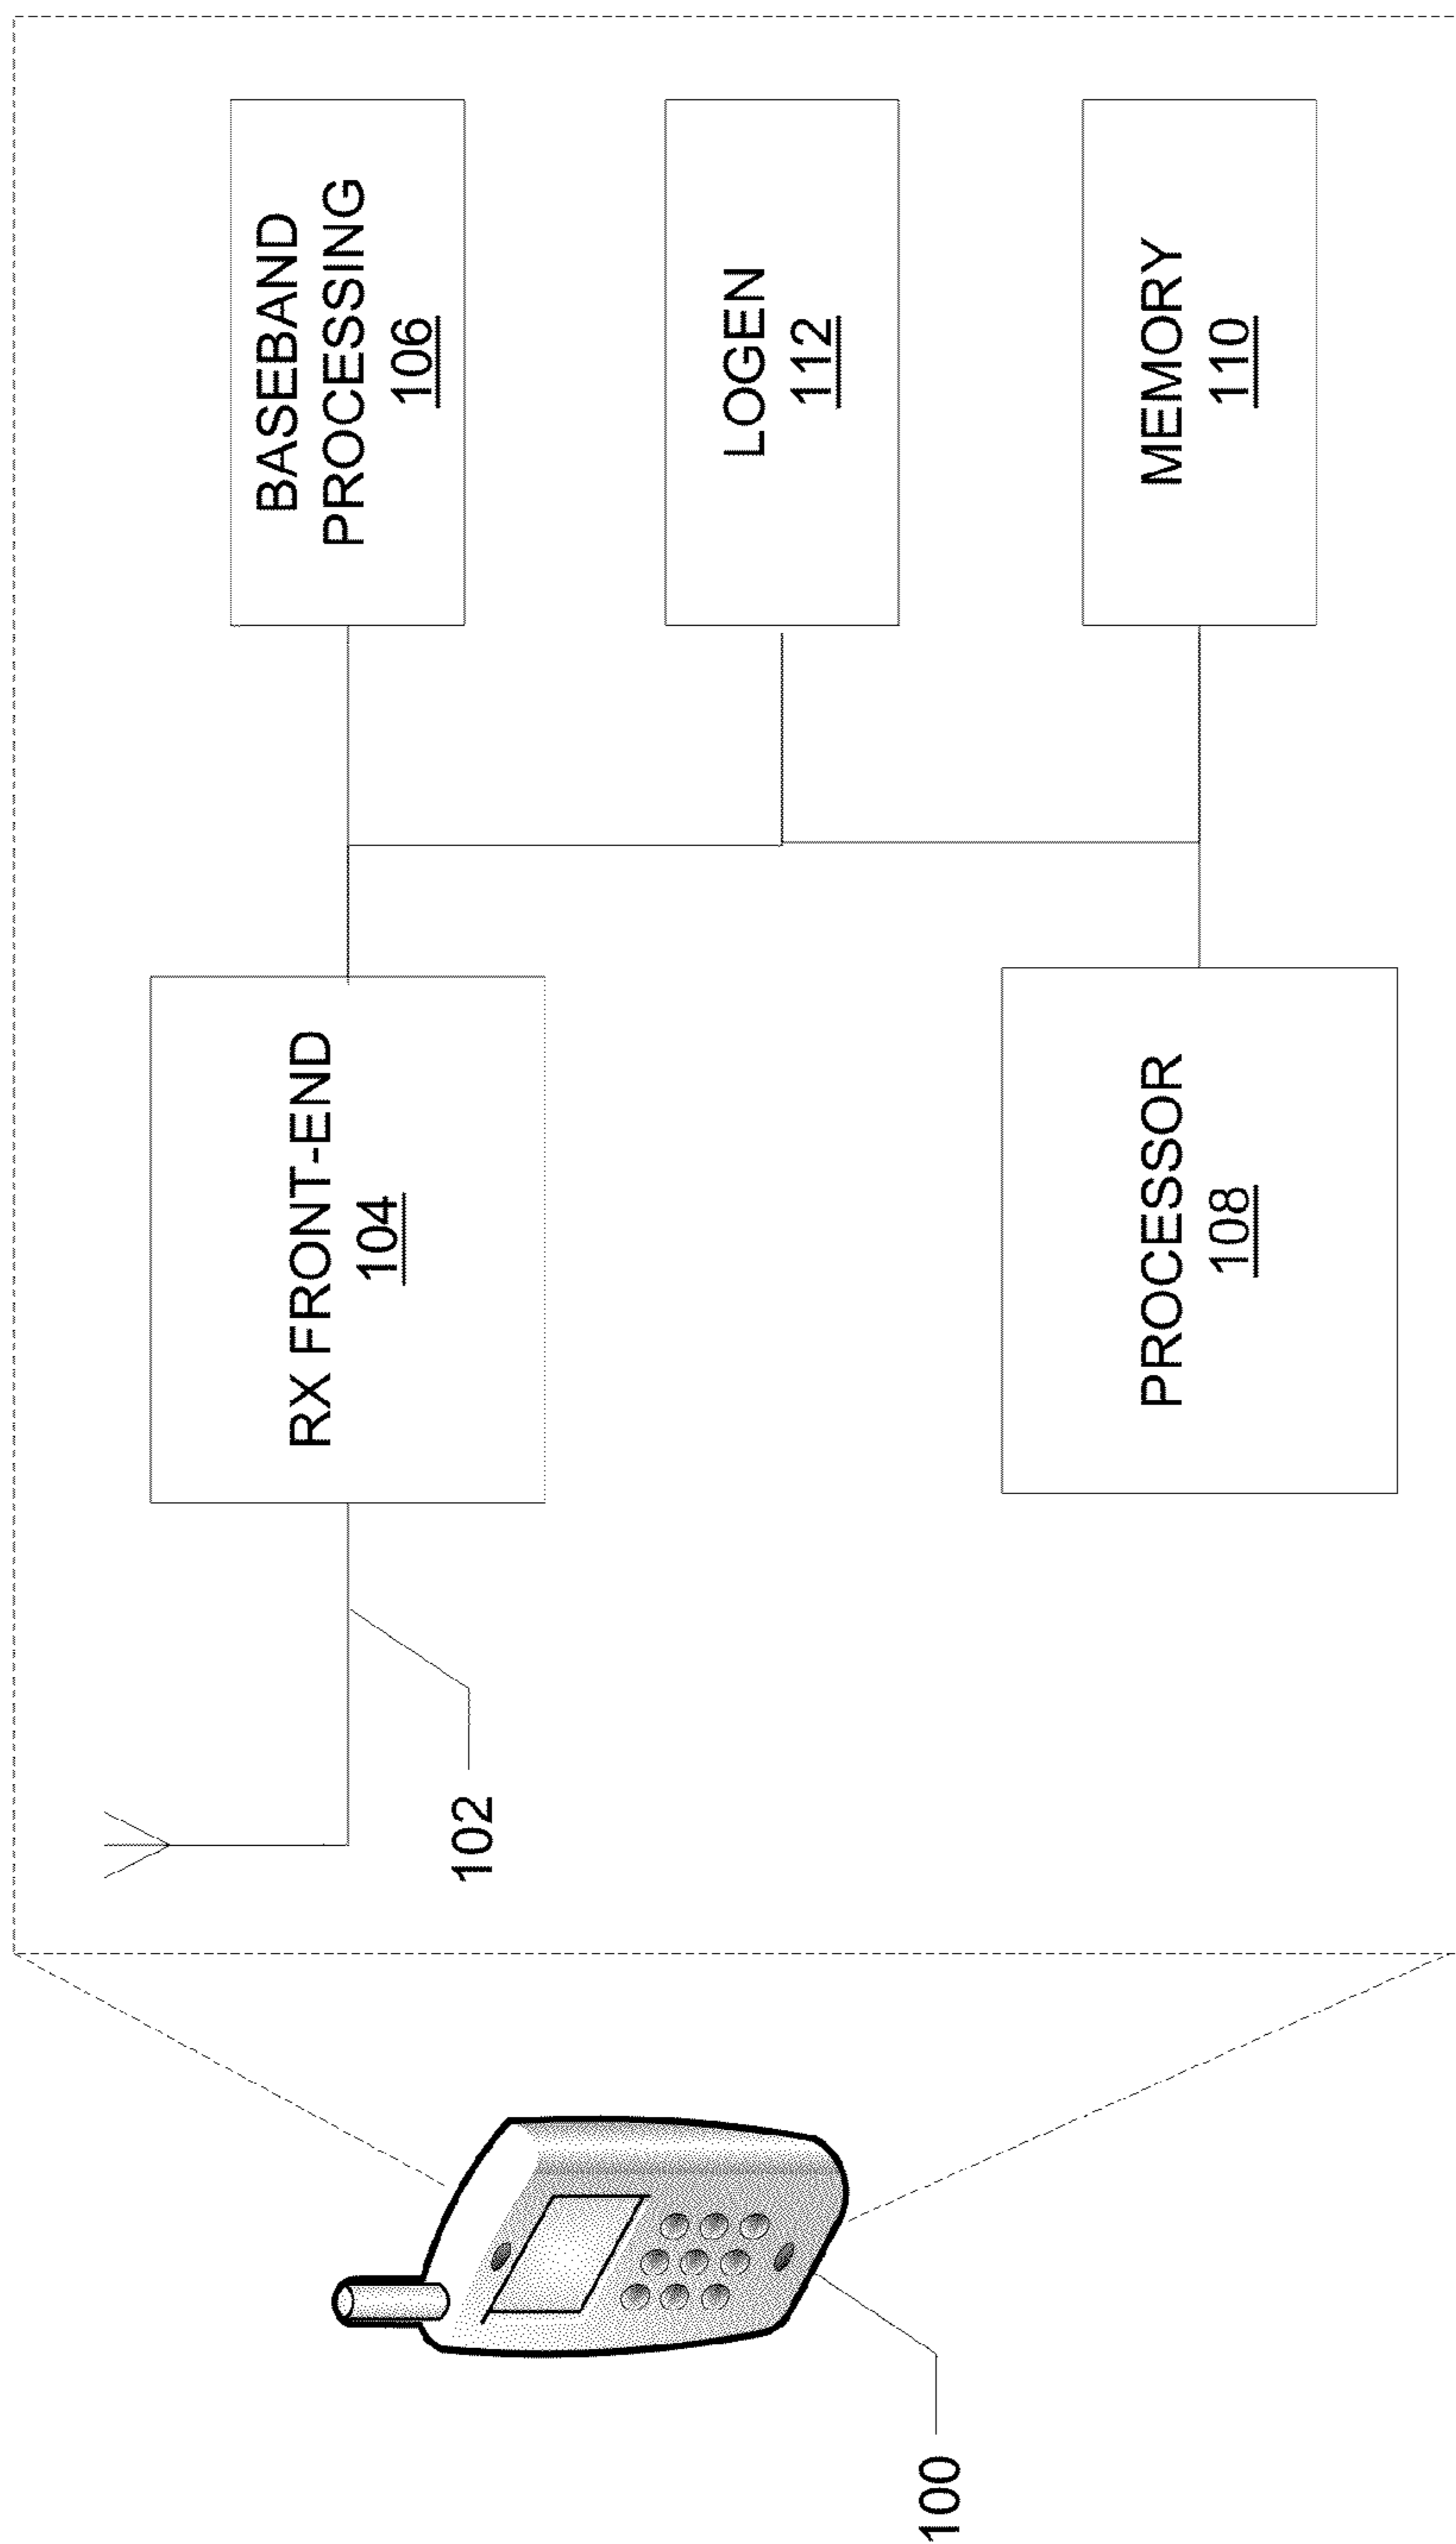 100
102
RX FRONT-END
104
BASEBAND
PROCESSING
106
LOGEN
112
PROCESSOR
108
MEMORY
110